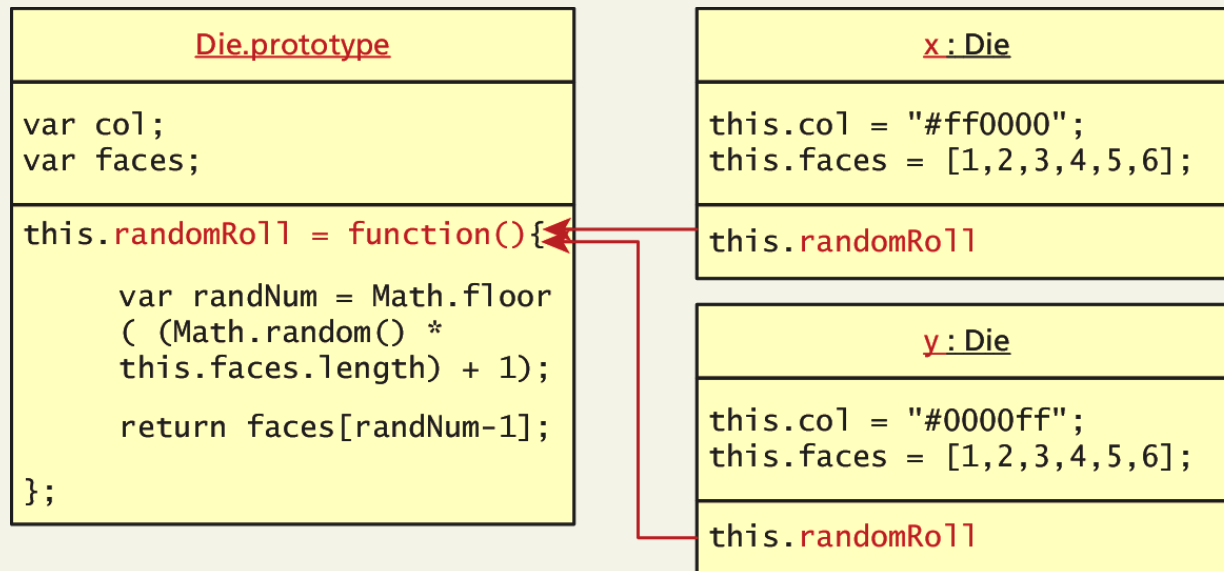 Die.prototype
var col;
var faces;
this.randomRoll = function(){
var randNum = Math.floor
( (Math.random() *
this.faces.length) + 1);
return faces[randNum-1];
};
x : Die
this.col = "#ff0000";
this.faces = [1,2,3,4,5,6];
this.randomRoll
y : Die
this.col = "#0000ff";
this.faces = [1,2,3,4,5,6];
this.randomRoll